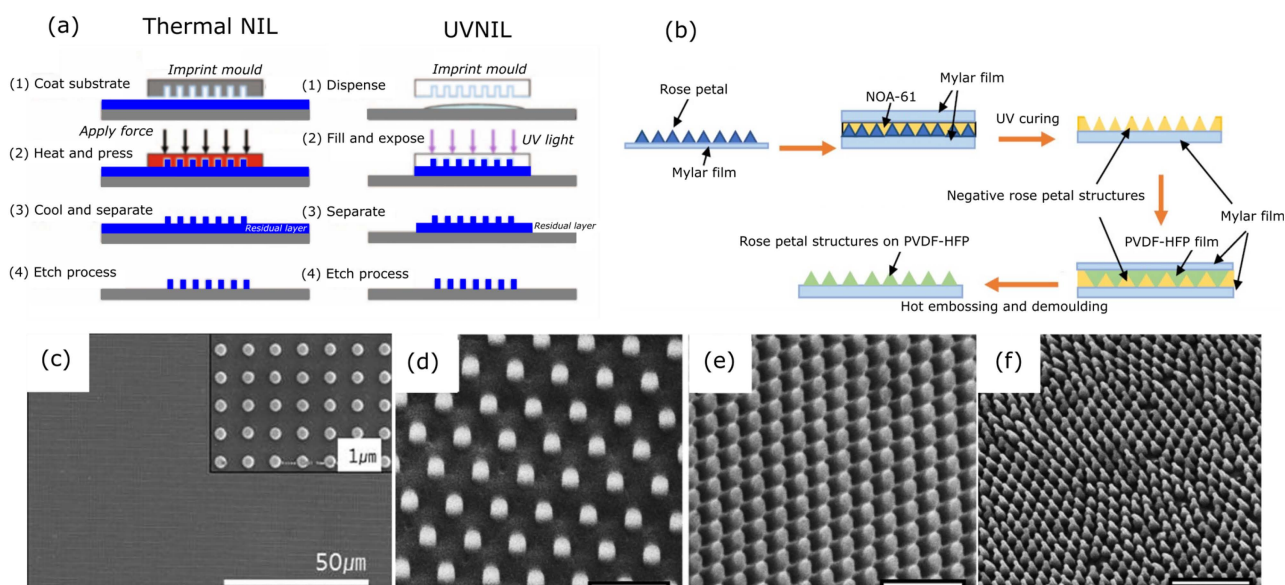 (a)
Thermal NIL
UVNIL
Imprint mould
(1) Coat substrate
Apply force
(2) Heat and press
(3) Cool and separate
Residual layer
(4) Etch process
Imprint mould
(1) Dispense
(2) Fill and expose
UV light
(3) Separate
Residual layer
(4) Etch process
(b)
Rose petal
Mylar film
NOA-61
Mylar film
UV curing
Negative rose petal structures
Mylar film
PVDF-HFP film
Rose petal structures on PVDF-HFP
Hot embossing and demoulding
(c)
1μm
50μm
(d)
(e)
(f)